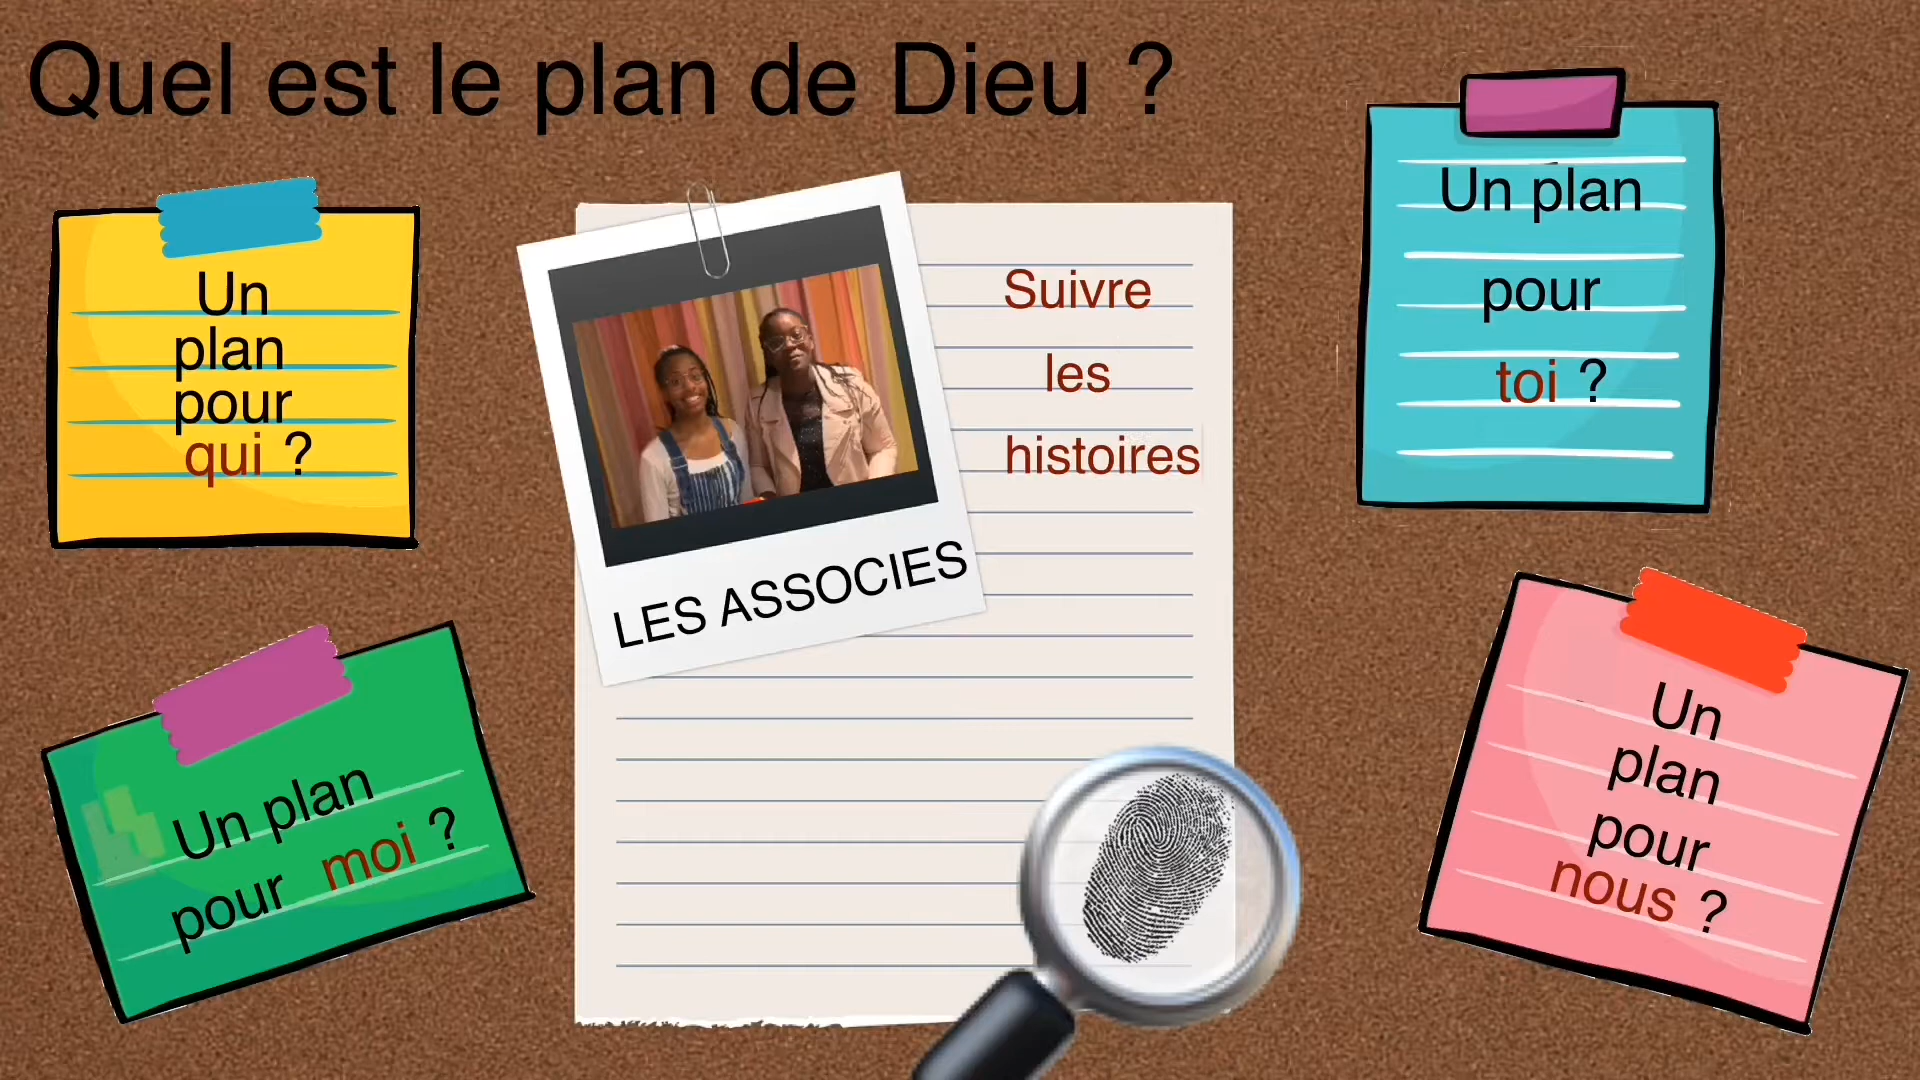 Quel est le plan de Dieu ?
Un
plan
pour
qui ?
LES ASSOCIES
Suivre
les
histoires
Un plan
pour
toi ?
Un plan
pour moi ?
Un
plan
pour
nous ?